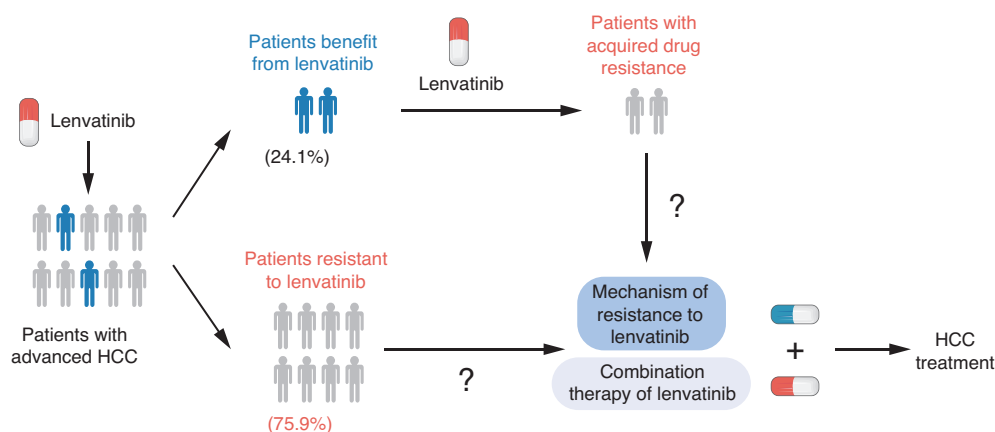 Lenvatinib
Patients with
advanced HCC
Patients benefit
from lenvatinib
(24.1%)
Lenvatinib
Patients with
acquired drug
resistance
?
Patients resistant
to lenvatinib
(75.9%)
?
Mechanism of
resistance to
lenvatinib
Combination
therapy of lenvatinib
+
HCC
treatment